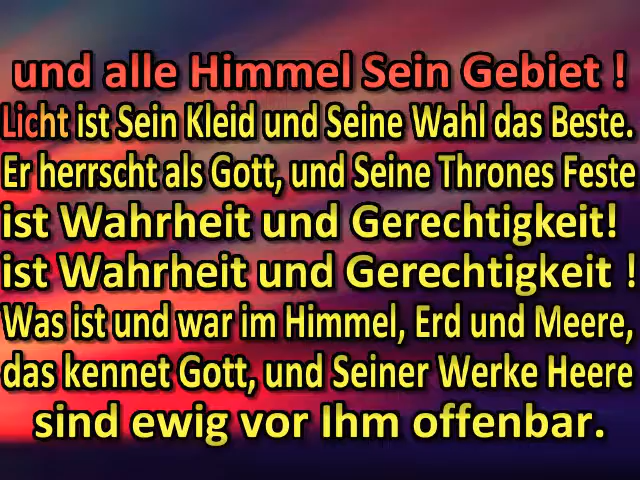 und alle Himmel Sein Gebiet !
Licht ist Sein Kleid und Seine Wahl das Beste.
Er herrscht als Gott, und Seine Thrones Feste
ist Wahrheit und Gerechtigkeit!
ist Wahrheit und Gerechtigkeit !
Was ist und war im Himmel, Erd und Meere,
das kennet Gott, und Seiner Werke Heere
sind ewig vor Ihm offenbar.